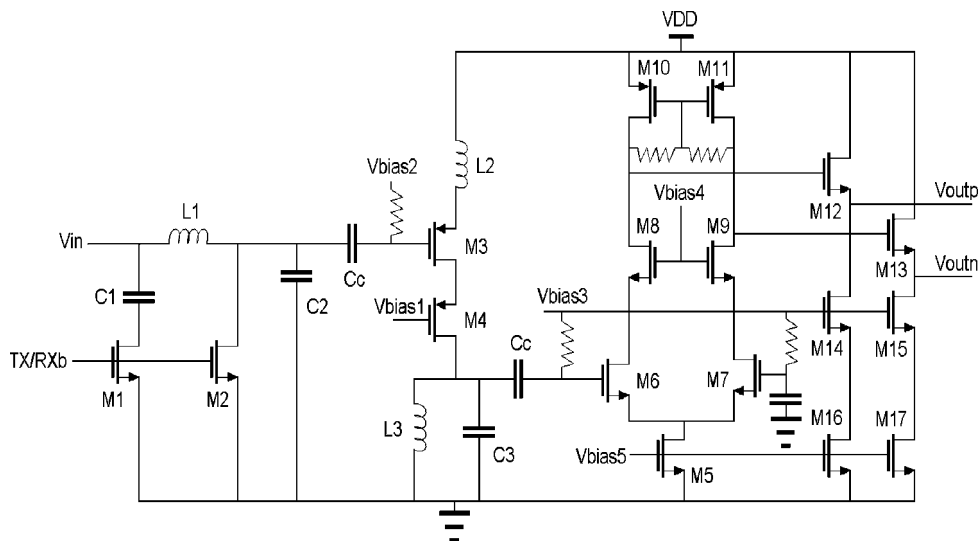 VDD
M10
M11
L2
Vbias2
Vbias4
M12
Voutp
L1
Vin
M3
M8
M9
M13
Voutn
Cc
C1
C2
Vbias1
M4
Vbias3
M14
M15
TX/RXb
Cc
M6
M7
M1
M2
L3
C3
M16
M17
Vbias5
M5